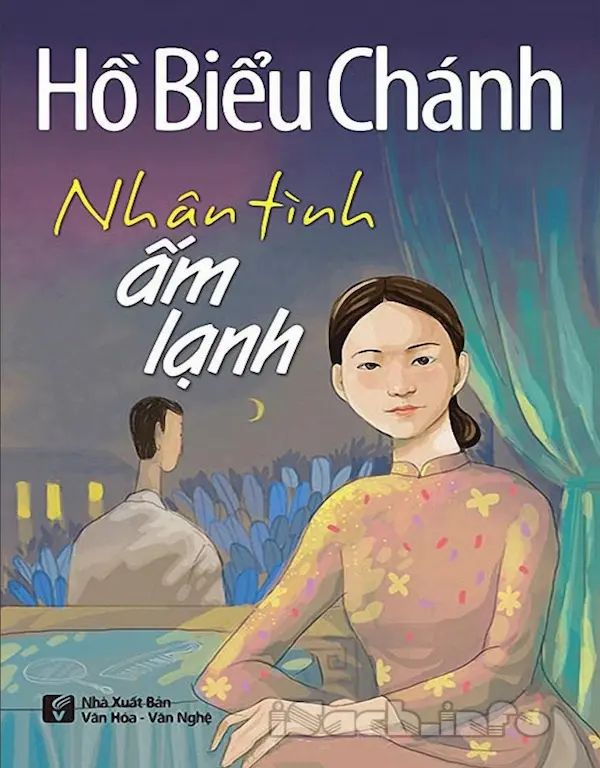 Hồ Biểu Chánh
Nhân tình
ấm
lạnh
Nhà Xuất Bản
Văn Hóa - Văn Nghệ
iSach.info